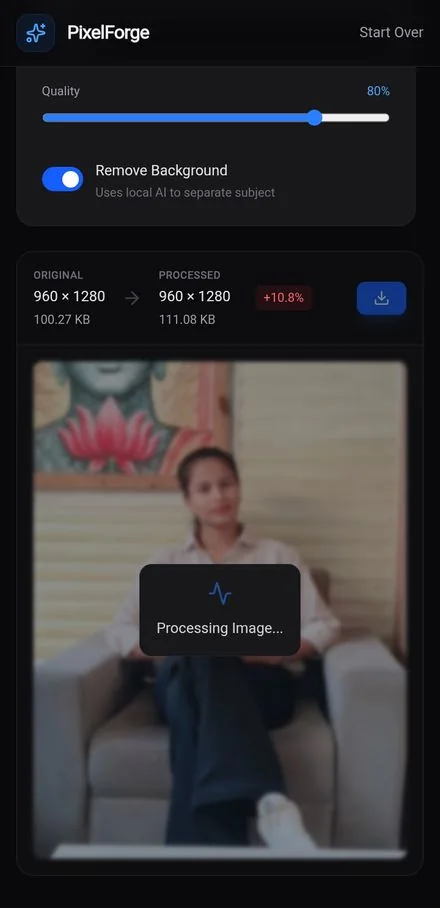 PixelForge
Start Over
Quality
80%
Remove Background
Uses local AI to separate subject
ORIGINAL
PROCESSED
960 × 1280
960 × 1280
+10.8%
100.27 KB
111.08 KB
Processing Image...